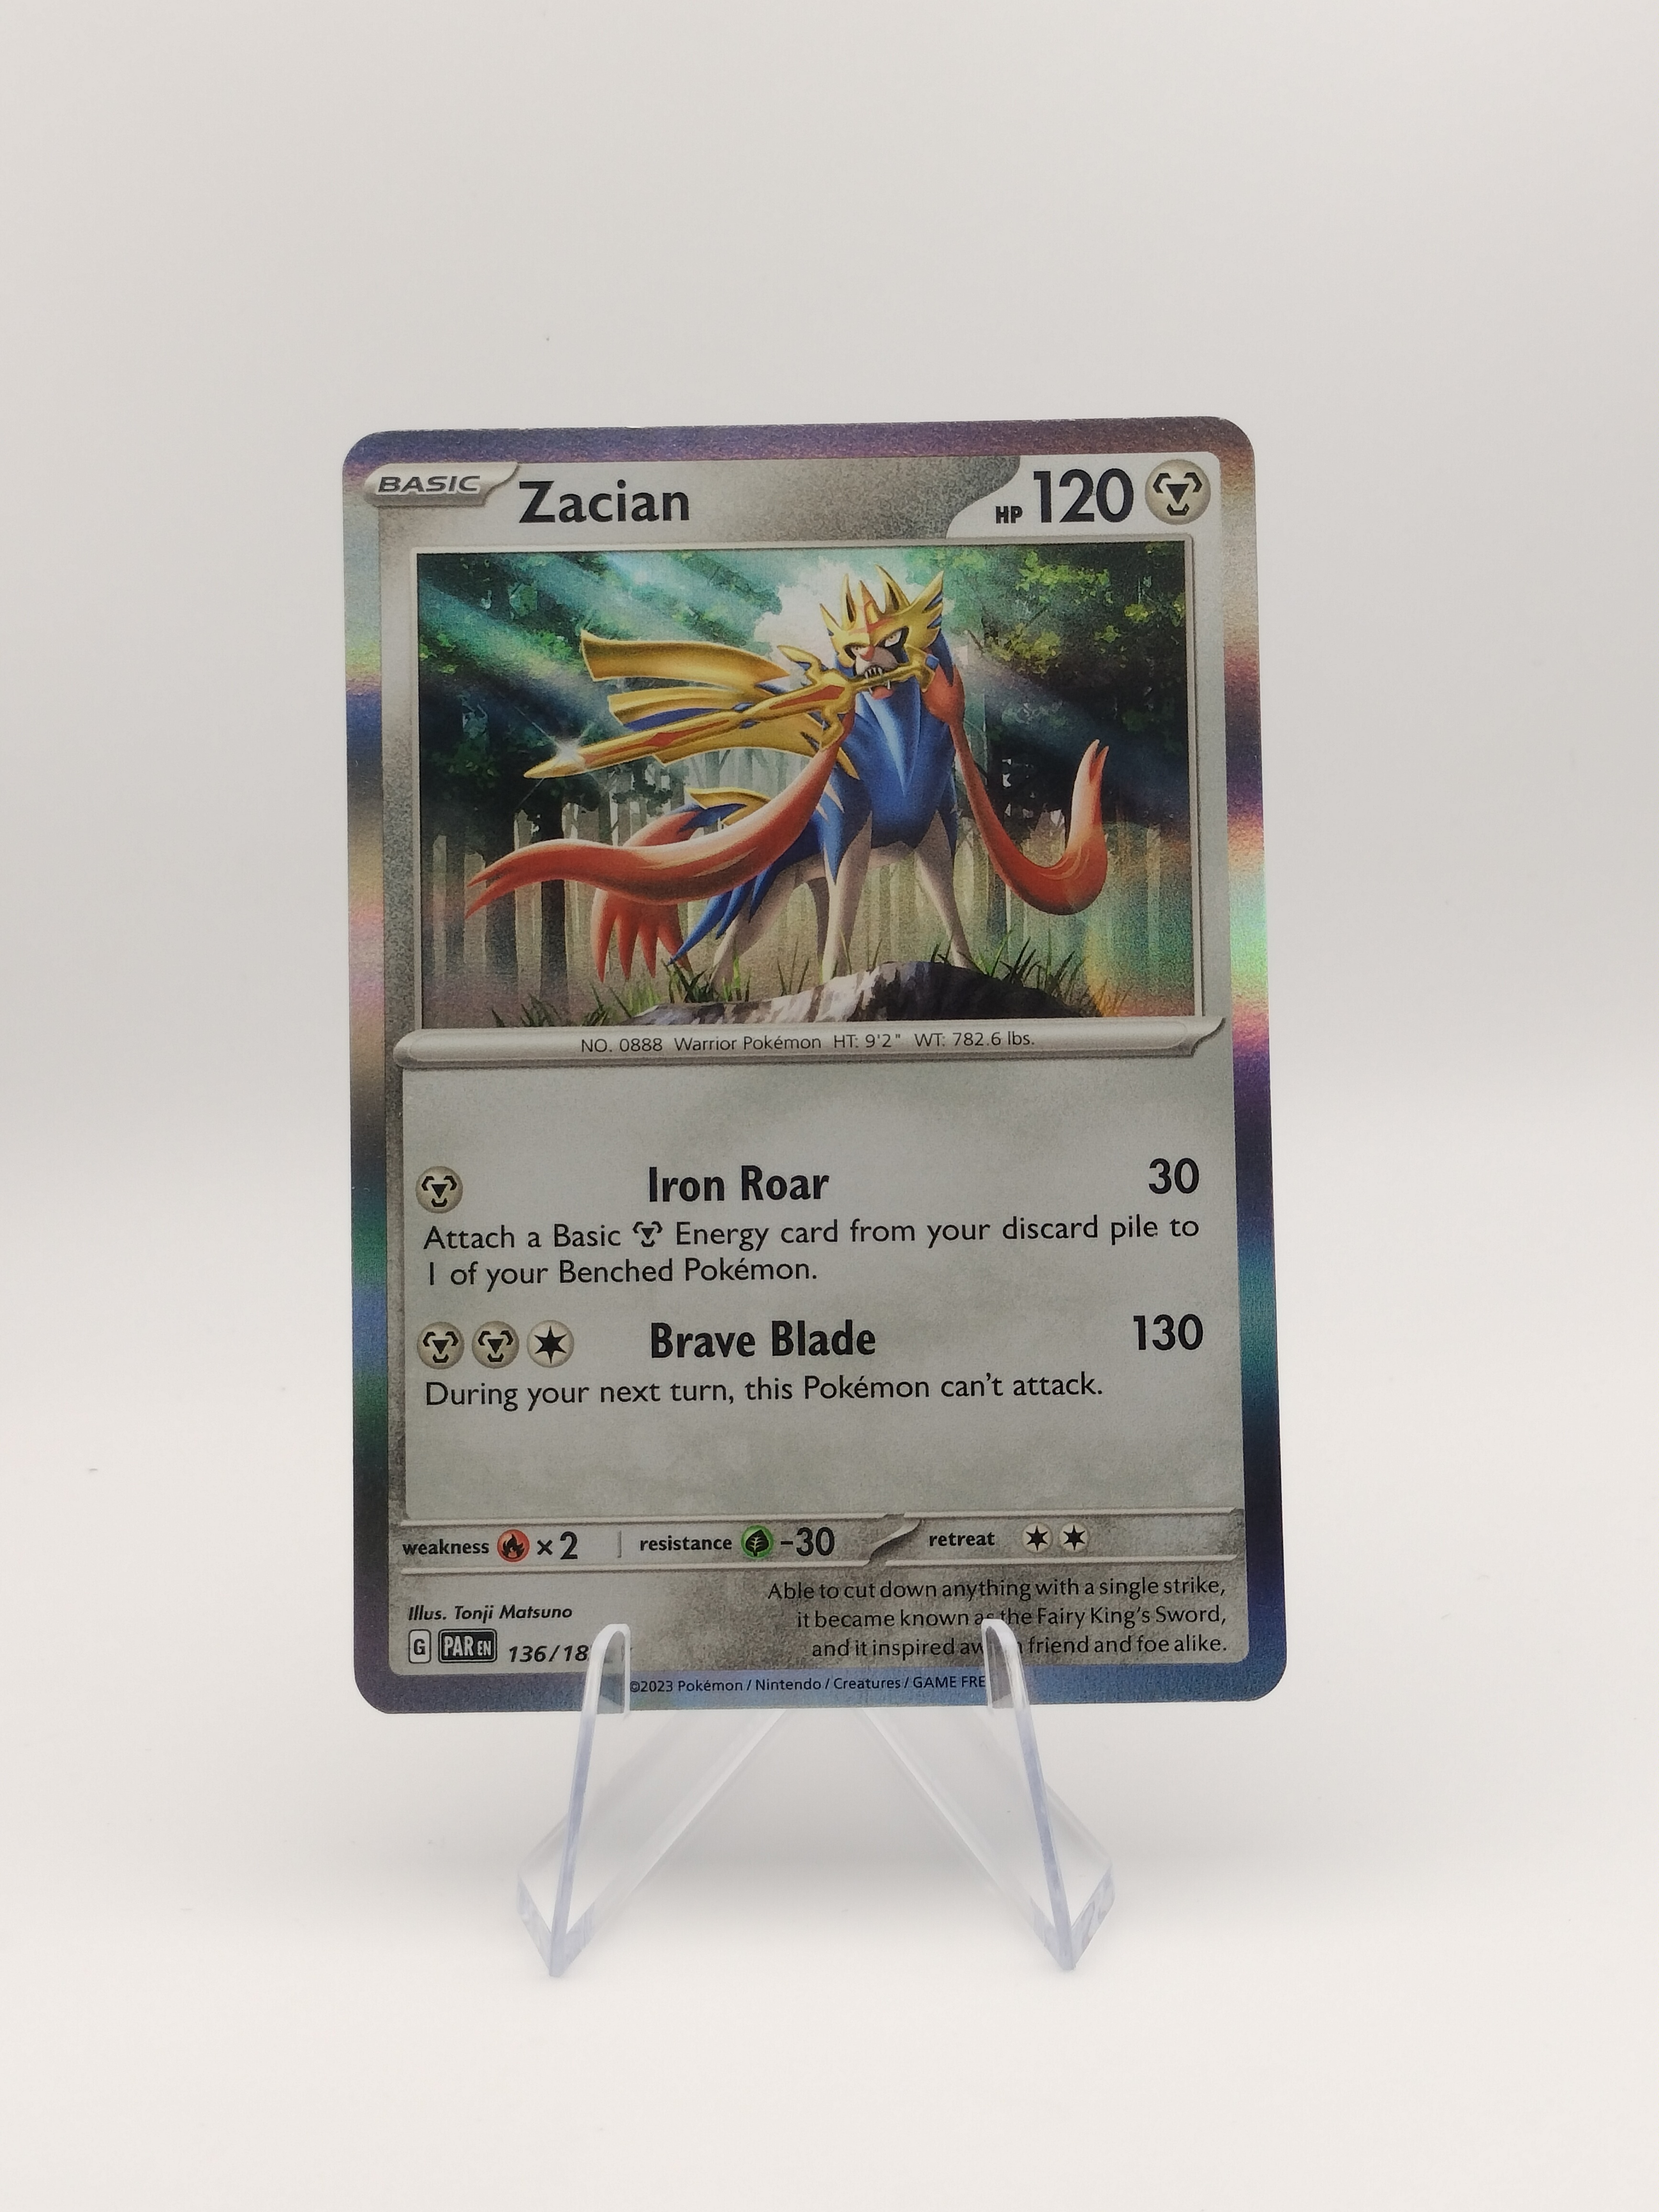 BASIC Zacian HP 120
NO. 0888 Warrior Pokémon HT: 9'2" WT: 782.6 lbs.
Iron Roar 30
Attach a Basic Energy card from your discard pile to
1 of your Benched Pokémon.
Brave Blade 130
During your next turn, this Pokémon can't attack.
weakness ×2 resistance -30 retreat
Able to cut down anything with a single strike,
it became known as the Fairy King's Sword,
and it inspired friend and foe alike.
Illus. Tonji Matsuno
G PAR EN 136/18
©2023 Pokémon / Nintendo / Creatures / GAME